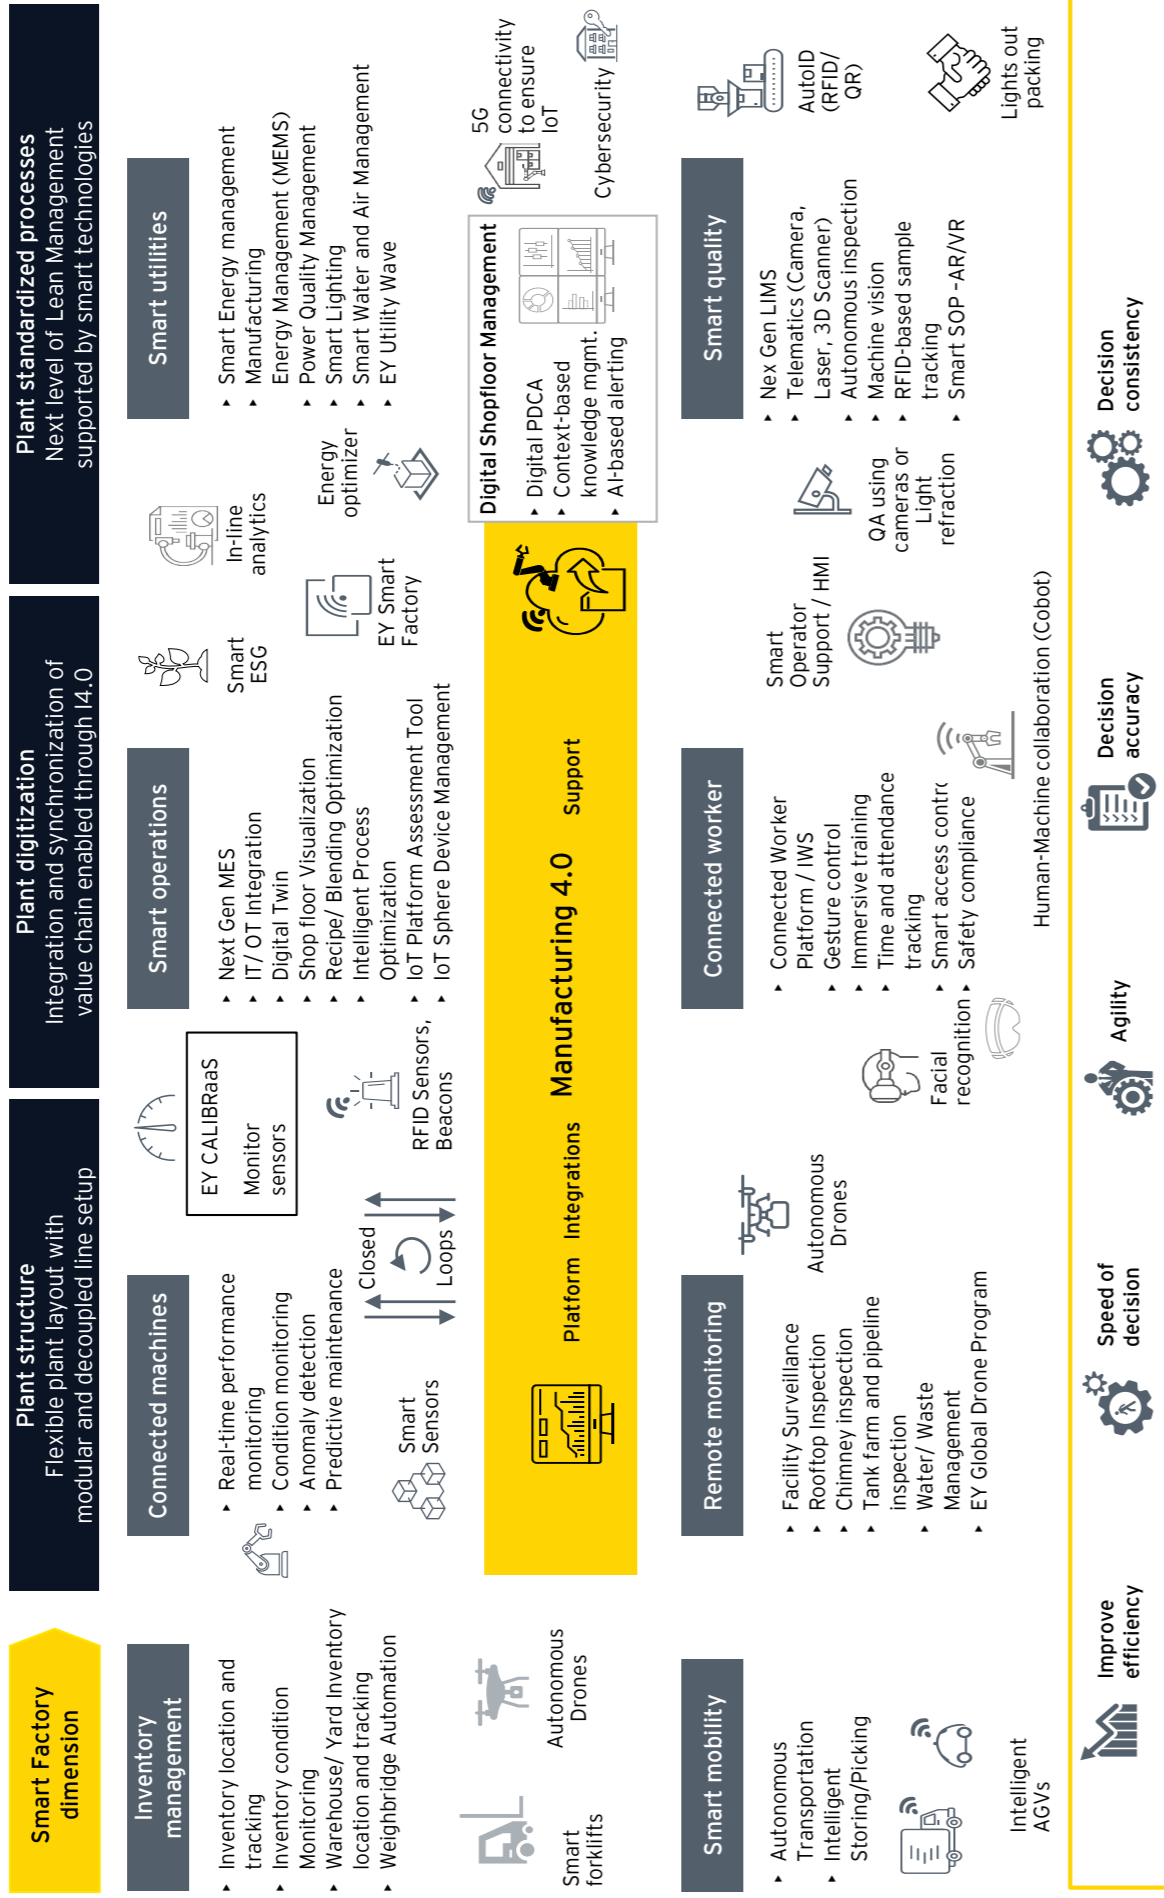 Smart Factory
dimension
Plant structure
Flexible plant layout with
modular and decoupled line setup
Plant digitization
Integration and synchronization of
value chain enabled through I4.0
Plant standardized processes
Next level of Lean Management
supported by smart technologies
Inventory
management
▸ Inventory location and
tracking
▸ Inventory condition
Monitoring
▸ Warehouse/ Yard Inventory
location and tracking
▸ Weighbridge Automation
Smart
forklifts
Autonomous
Drones
Connected machines
▸ Real-time performance
monitoring
▸ Condition monitoring
▸ Anomaly detection
▸ Predictive maintenance
Smart
Sensors
Closed
Loops
EY CALIBRaaS
Monitor
sensors
RFID Sensors,
Beacons
Smart operations
▸ Next Gen MES
▸ IT/ OT Integration
▸ Digital Twin
▸ Shop floor Visualization
▸ Recipe/ Blending Optimization
▸ Intelligent Process
Optimization
▸ IoT Platform Assessment Tool
▸ IoT Sphere Device Management
Smart
ESG
In-line
analytics
EY Smart
Factory
Energy
optimizer
Smart utilities
▸ Smart Energy management
▸ Manufacturing
Energy Management (MEMS)
▸ Power Quality Management
▸ Smart Lighting
▸ Smart Water and Air Management
▸ EY Utility Wave
Platform Integrations Manufacturing 4.0 Support
Digital Shopfloor Management
▸ Digital PDCA
▸ Context-based
knowledge mgmt.
▸ AI-based alerting
5G
connectivity
to ensure
IoT
Cybersecurity
Smart mobility
▸ Autonomous
Transportation
▸ Intelligent
Storing/Picking
Intelligent
AGVs
Remote monitoring
▸ Facility Surveillance
▸ Rooftop Inspection
▸ Chimney inspection
▸ Tank farm and pipeline
inspection
▸ Water/ Waste
Management
▸ EY Global Drone Program
Autonomous
Drones
Facial
recognition
Connected worker
▸ Connected Worker
Platform / IWS
▸ Gesture control
▸ Immersive training
▸ Time and attendance
tracking
▸ Smart access contro
▸ Safety compliance
Human-Machine collaboration (Cobot)
Smart
Operator
Support / HMI
QA using
cameras or
Light
refraction
Smart quality
▸ Nex Gen LIMS
▸ Telematics (Camera,
Laser, 3D Scanner)
▸ Autonomous inspection
▸ Machine vision
▸ RFID-based sample
tracking
▸ Smart SOP -AR/VR
AutoID
(RFID/
QR)
Lights out
packing
Improve
efficiency
Speed of
decision
Agility
Decision
accuracy
Decision
consistency